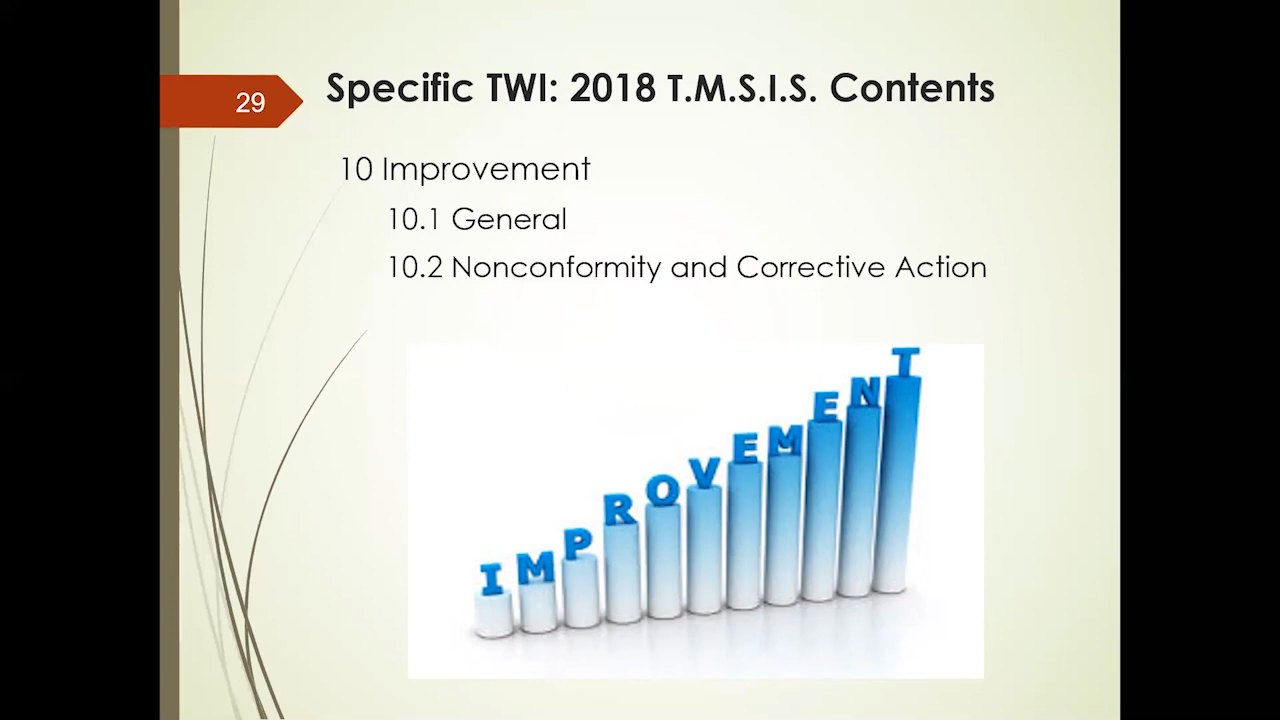 29
Specific TWI: 2018 T.M.S.I.S. Contents
10 Improvement
10.1 General
10.2 Nonconformity and Corrective Action
IMPROVEMENT